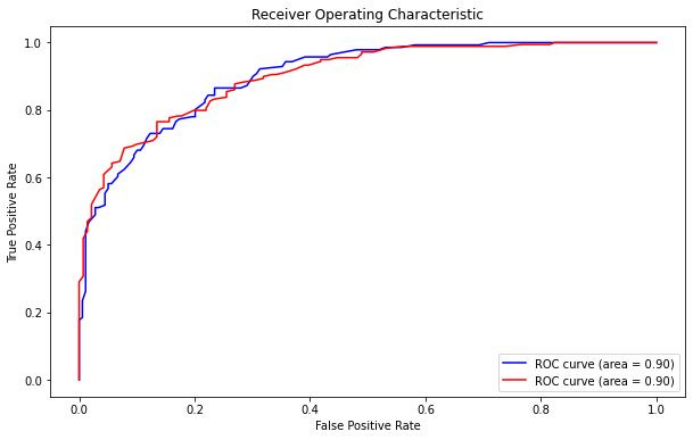 Receiver Operating Characteristic
True Positive Rate
1.0
0.8
0.6
0.4
0.2
0.0
ROC curve (area = 0.90)
ROC curve (area = 0.90)
0.0 0.2 0.4 0.6 0.8 1.0
False Positive Rate